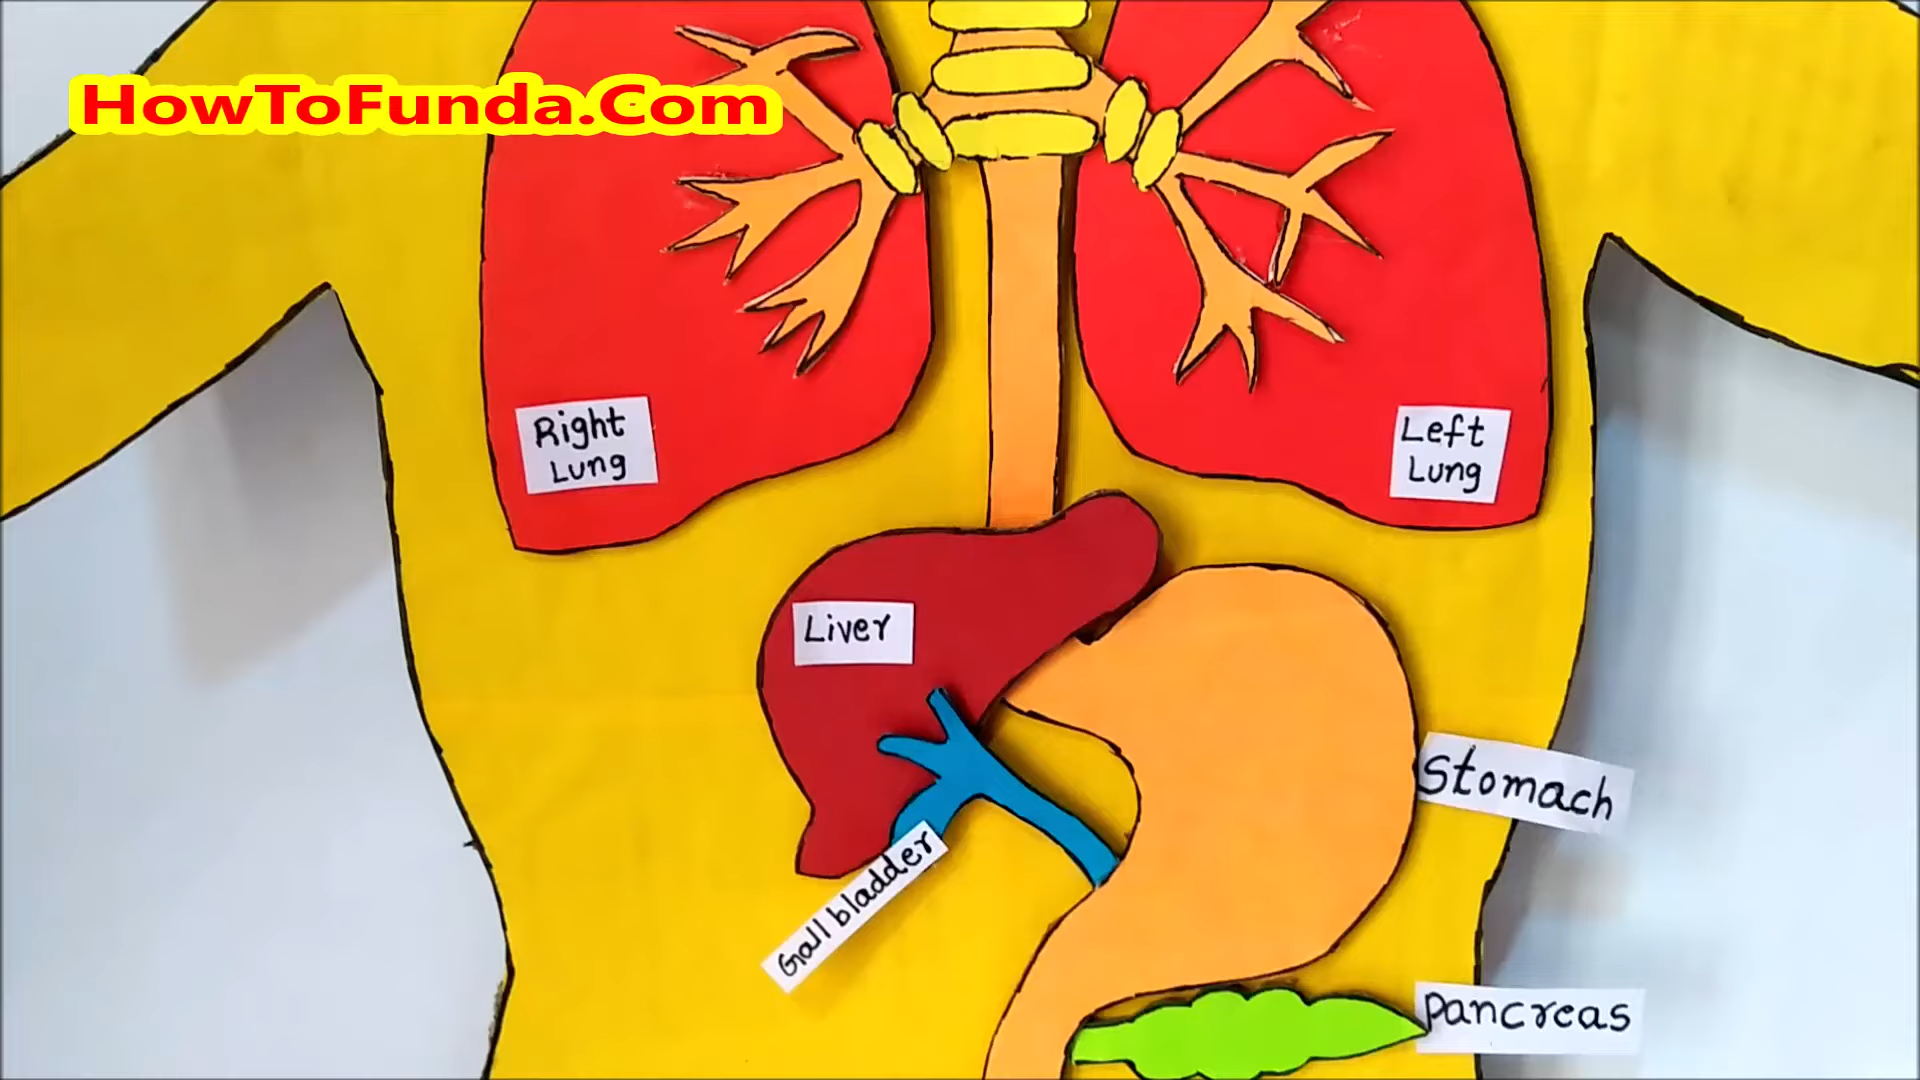 HowToFunda.Com
Right
Lung
Left
Lung
Liver
Stomach
Gall bladder
Pancreas